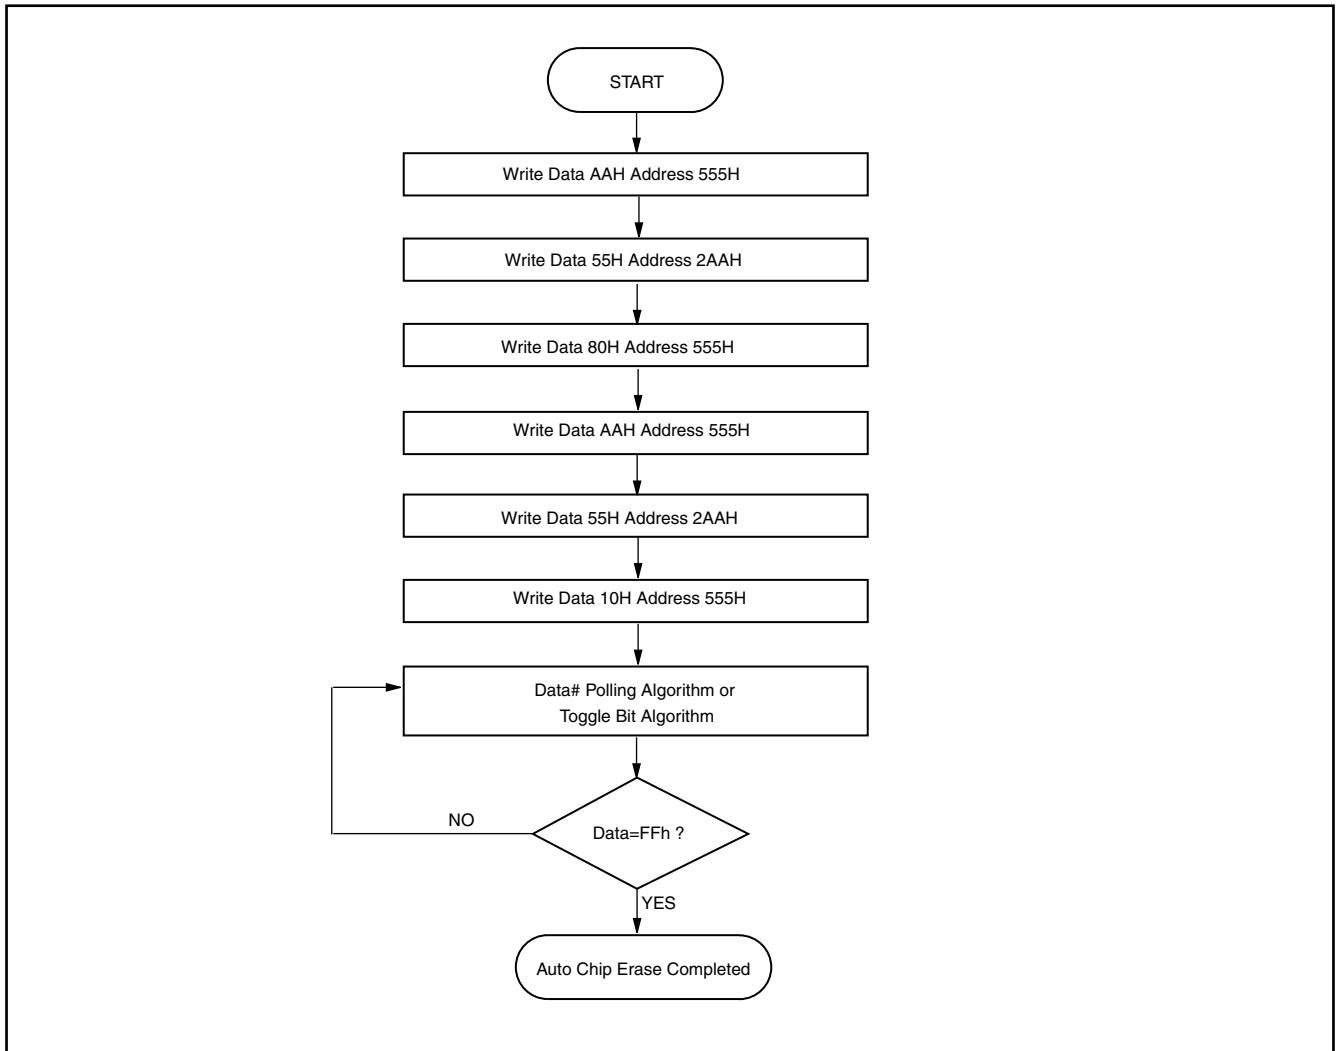 START
Write Data AAH Address 555H
Write Data 55H Address 2AAH
Write Data 80H Address 555H
Write Data AAH Address 555H
Write Data 55H Address 2AAH
Write Data 10H Address 555H
Data# Polling Algorithm or
Toggle Bit Algorithm
NO
Data=FFh ?
YES
Auto Chip Erase Completed